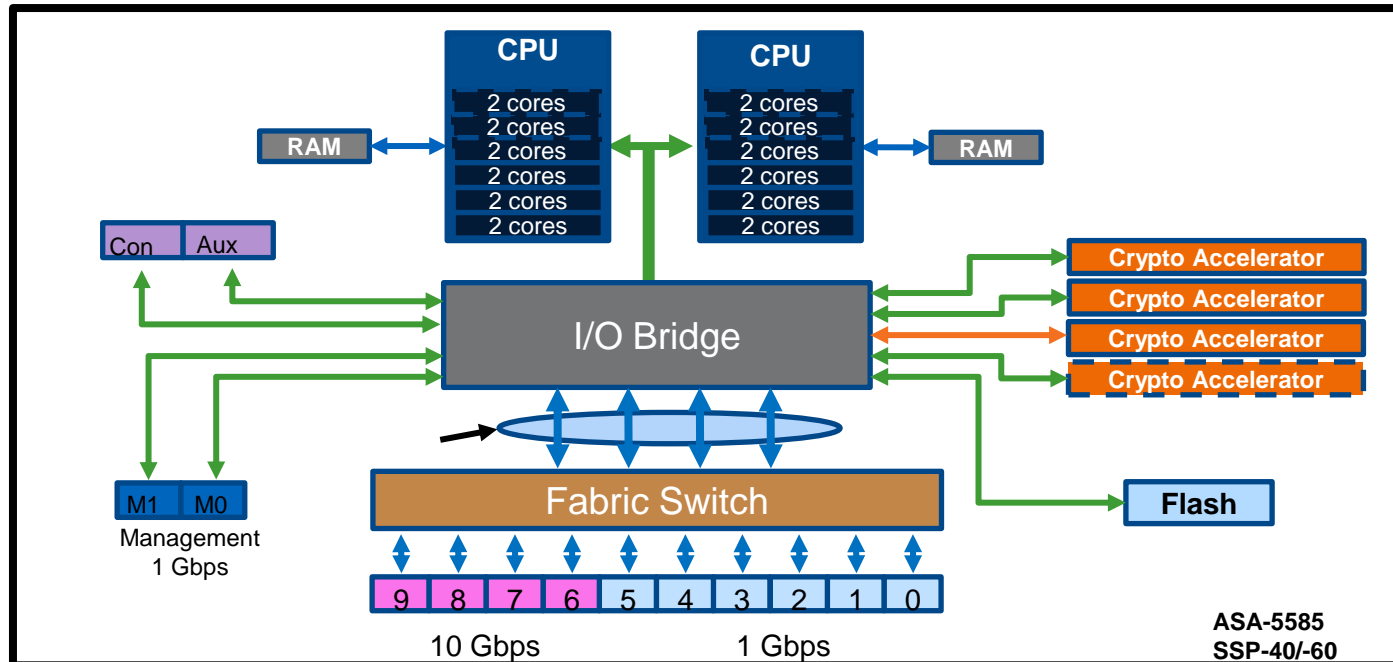 CPU
CPU
2 cores
2 cores
2 cores
2 cores
2 cores
2 cores
2 cores
2 cores
2 cores
2 cores
2 cores
2 cores
RAM
RAM
Con
Aux
Crypto Accelerator
Crypto Accelerator
Crypto Accelerator
Crypto Accelerator
I/O Bridge
M1
M0
Management
1 Gbps
Fabric Switch
Flash
9 8 7 6 5 4 3 2 1 0
10 Gbps
1 Gbps
ASA-5585
SSP-40/-60